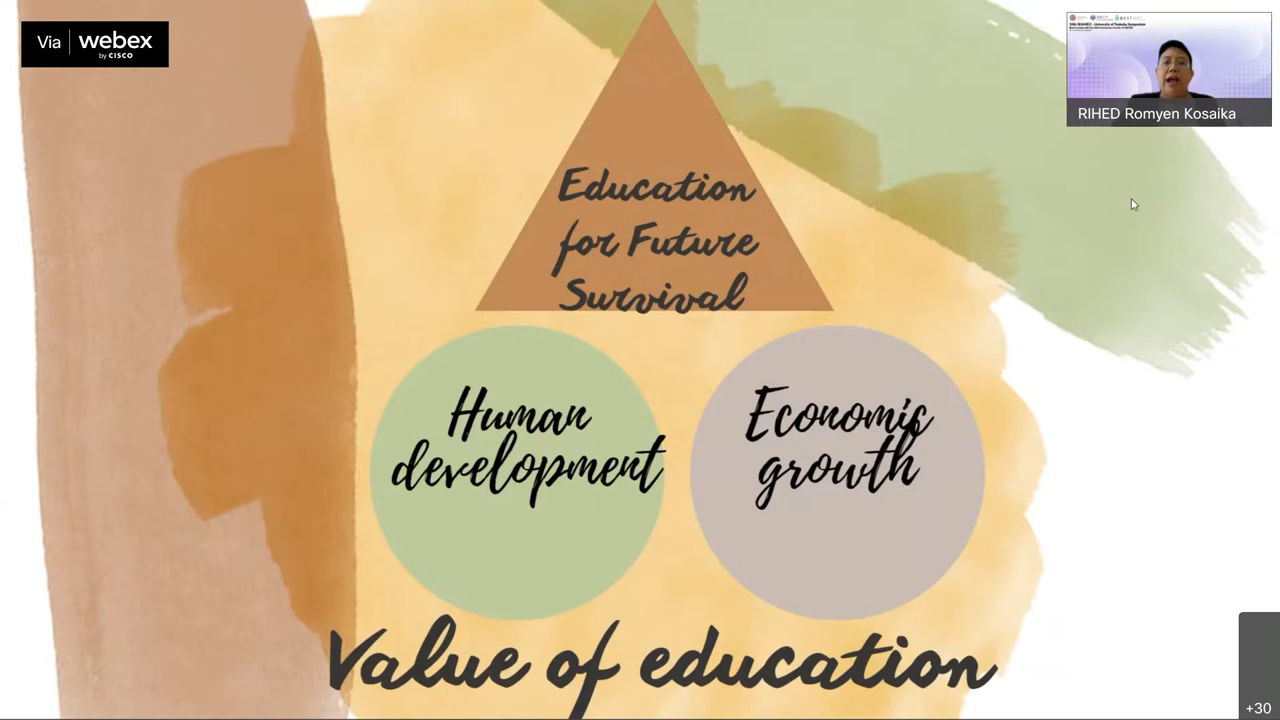 Via webex
by CISCO
RIHED Romyen Kosaika
Education
for Future
Survival
Human
development
Economic
growth
Value of education
+30